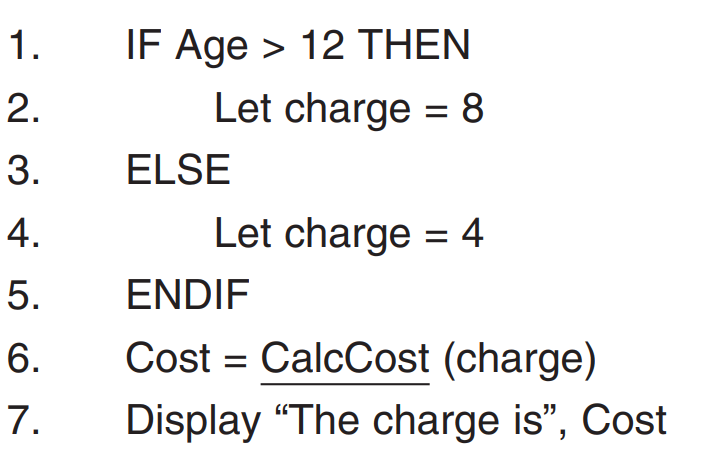 1. IF Age > 12 THEN
2. Let charge = 8
3. ELSE
4. Let charge = 4
5. ENDIF
6. Cost = CalcCost (charge)
7. Display “The charge is”, Cost